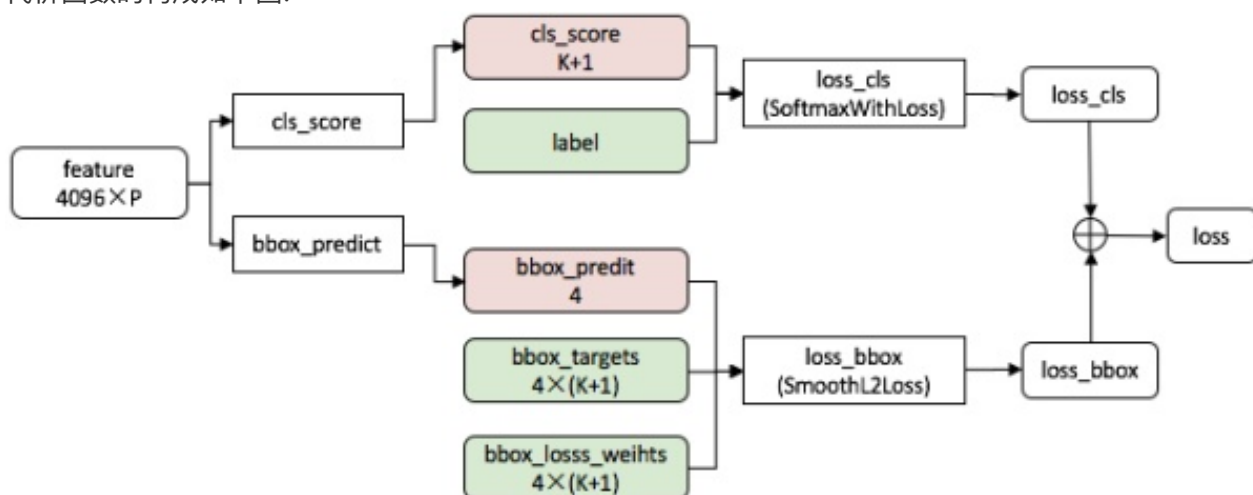 cls_score
K+1
loss_cls
(SoftmaxWithLoss)
loss_cls
cls_score
label
feature
4096×P
bbox_predict
loss
bbox_predit
4
bbox_targets
4×(K+1)
loss_bbox
(SmoothL2Loss)
loss_bbox
bbox_losss_weihts
4×(K+1)